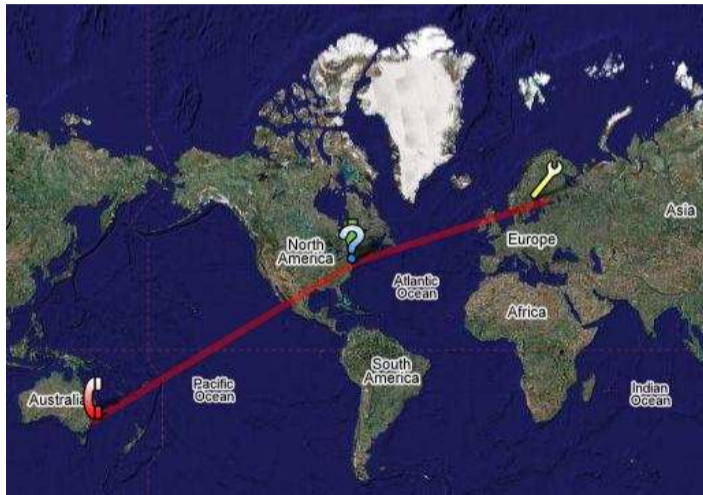 Asia
North
America
Europe
Atlantic
Ocean
Africa
South
America
Pacific
Ocean
Indian
Ocean
Australia
?